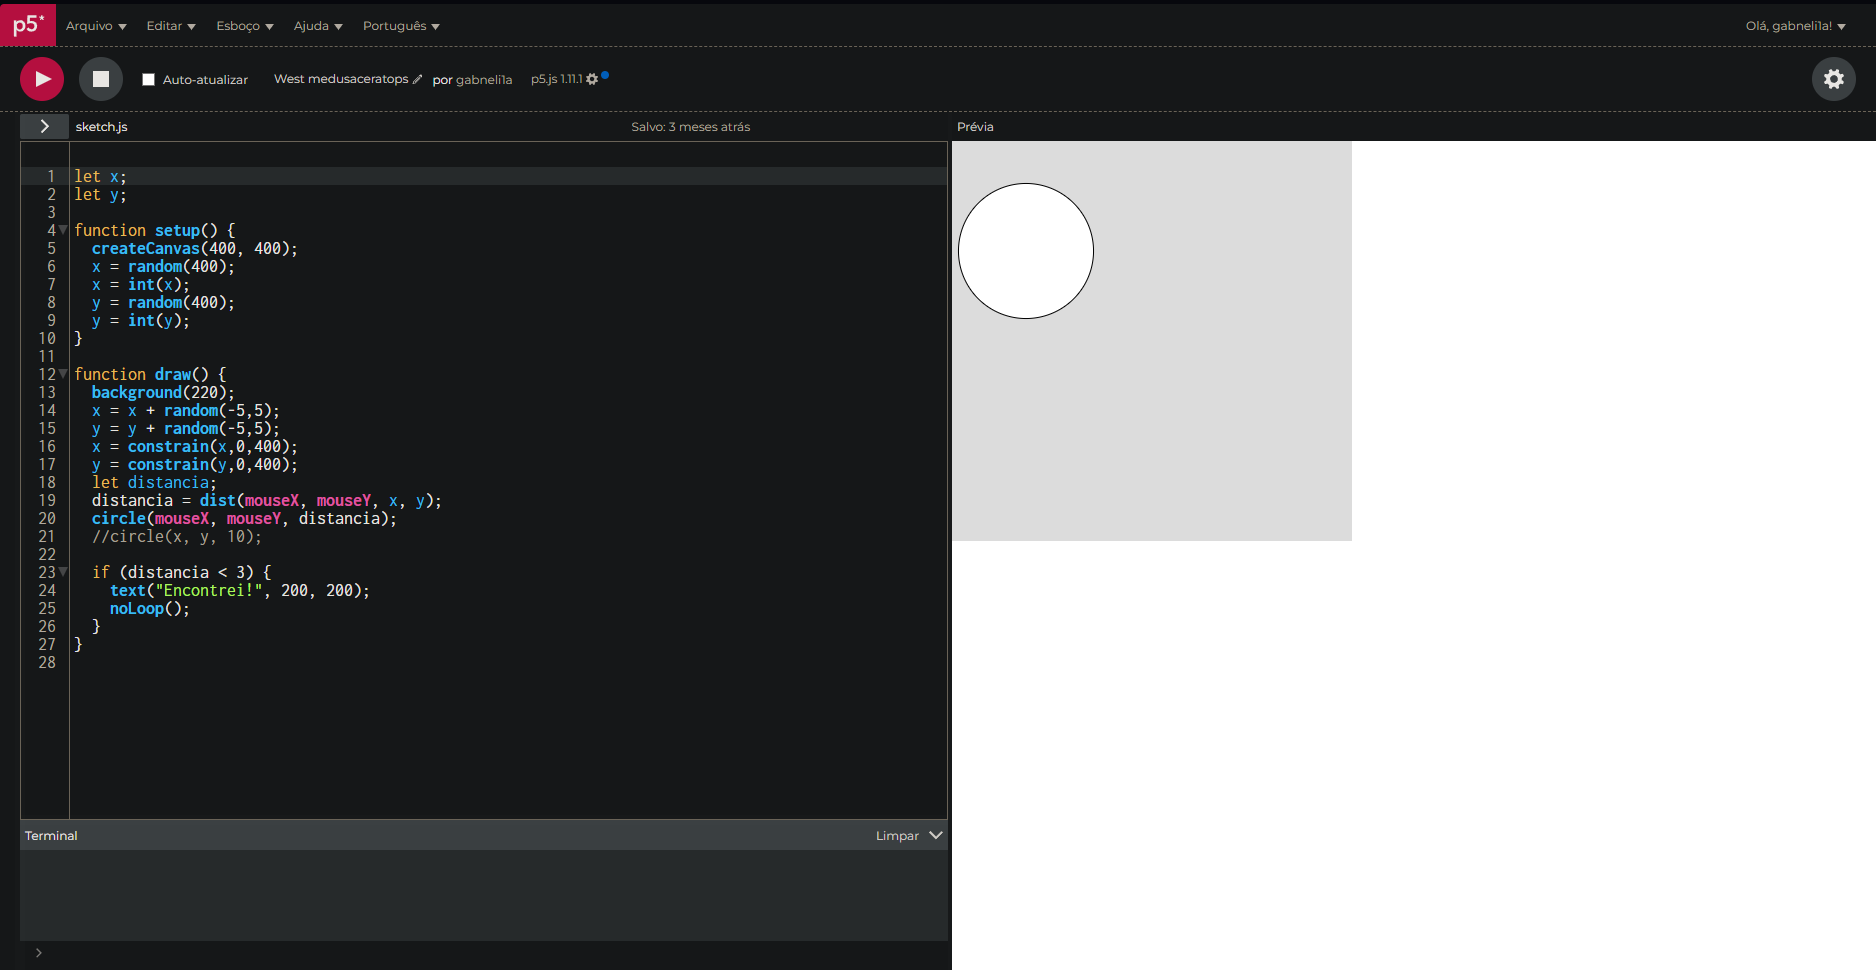 p5* Arquivo Editar Esboço Ajuda Português Olá, gabneli1a!
Auto-atualizar West medusaceratops por gabneli1a p5.js 1.11.1
sketch.js Salvo: 3 meses atrás Prévia
1 let x;
2 let y;
3
4 function setup() {
5 createCanvas(400, 400);
6 x = random(400);
7 x = int(x);
8 y = random(400);
9 y = int(y);
10 }
11
12 function draw() {
13 background(220);
14 x = x + random(-5,5);
15 y = y + random(-5,5);
16 x = constrain(x,0,400);
17 y = constrain(y,0,400);
18 let distancia;
19 distancia = dist(mouseX, mouseY, x, y);
20 circle(mouseX, mouseY, distancia);
21 //circle(x, y, 10);
22
23 if (distancia < 3) {
24 text("Encontrei!", 200, 200);
25 noLoop();
26 }
27 }
28
Terminal Limpar
>